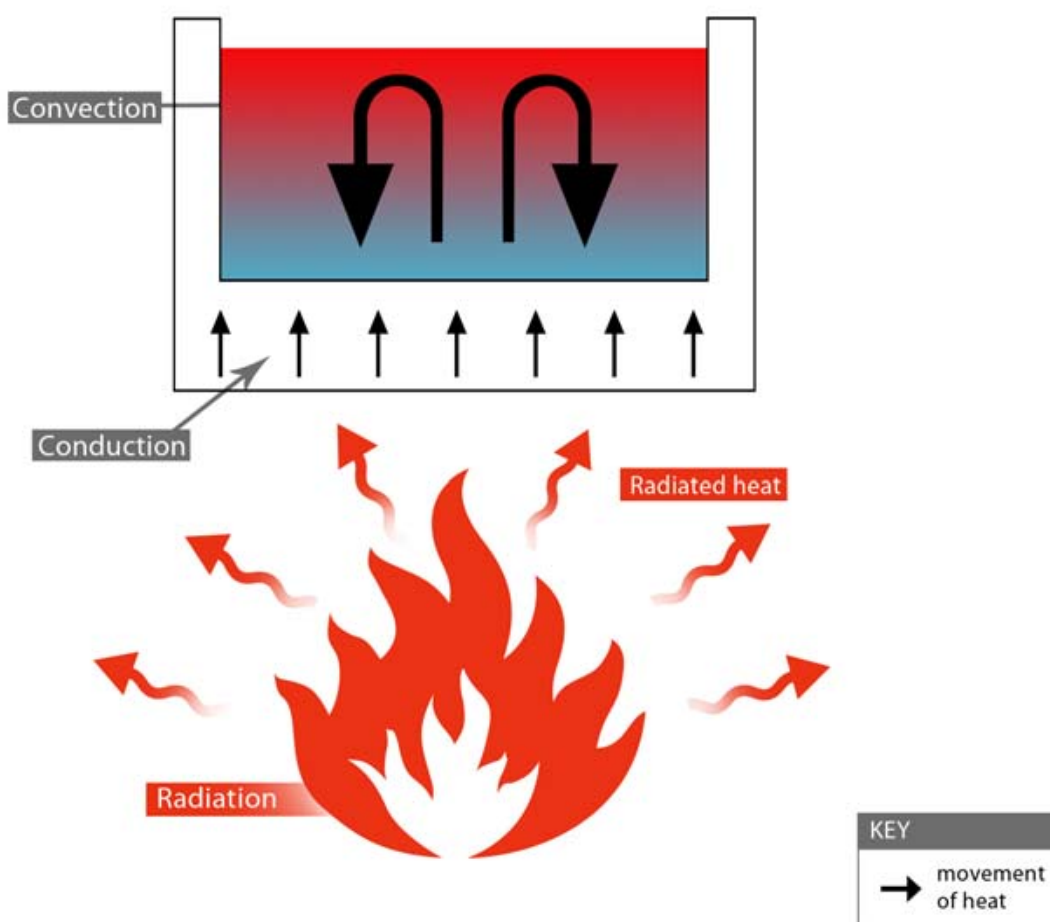 Convection
Conduction
Radiated heat
Radiation
KEY
movement
of heat